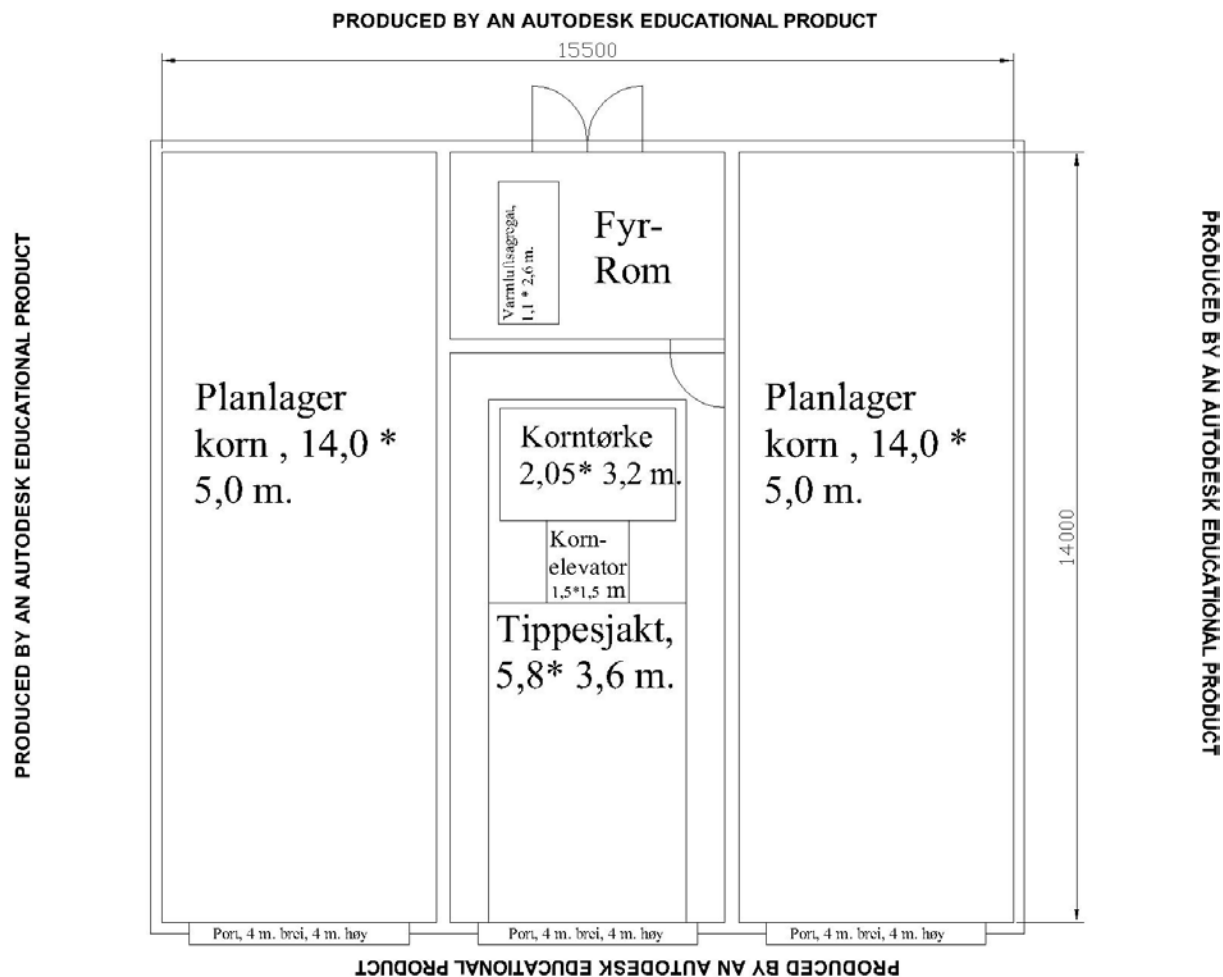 PRODUCED BY AN AUTODESK EDUCATIONAL PRODUCT
15500
PRODUCED BY AN AUTODESK EDUCATIONAL PRODUCT
PRODUCED BY AN AUTODESK EDUCATIONAL PRODUCT
Varmluftsagregat,
1,1 * 2,6 m.
Fyr-
Rom
Planlager
korn , 14,0 *
5,0 m.
Korntørke
2,05* 3,2 m.
Korn-
elevator
1,5*1,5 m
Tippesjakt,
5,8* 3,6 m.
Planlager
korn , 14,0 *
5,0 m.
14000
Port, 4 m. brei, 4 m. høy
Port, 4 m. brei, 4 m. høy
Port, 4 m. brei, 4 m. høy
PRODUCED BY AN AUTODESK EDUCATIONAL PRODUCT